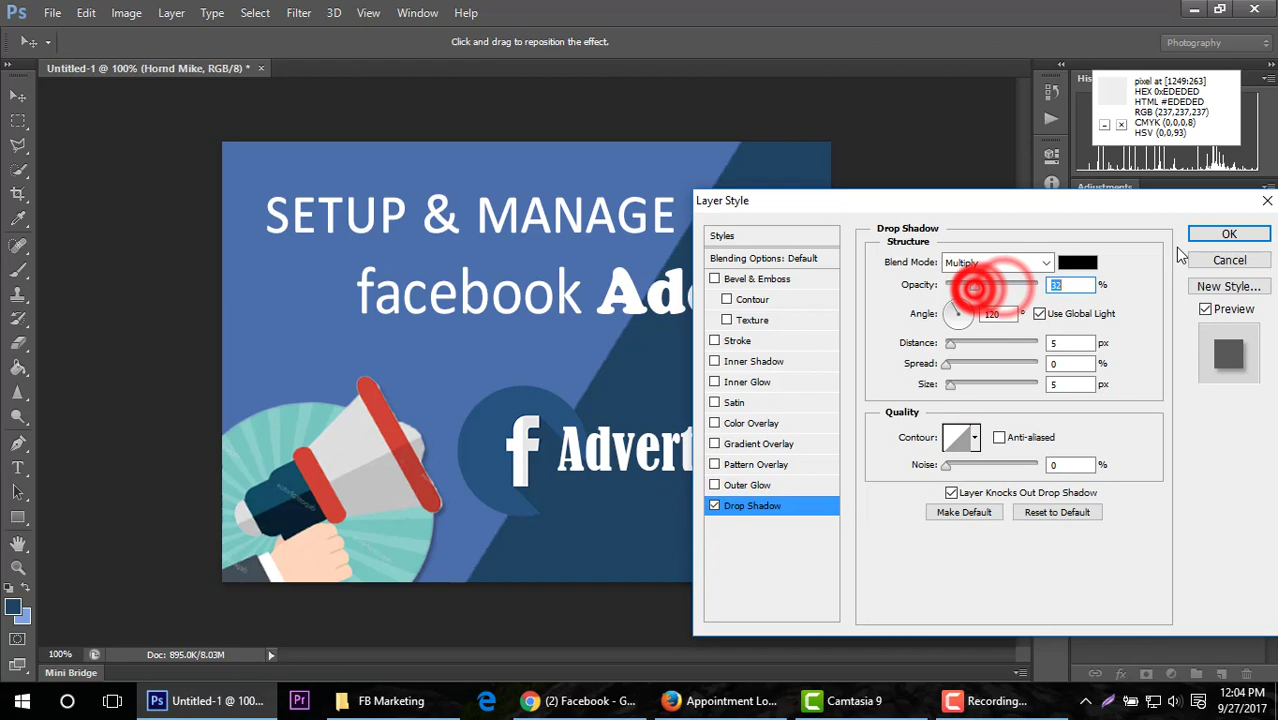 Ps File Edit Image Layer Type Select Filter 3D View Window Help
Click and drag to reposition the effect.
Photography
Untitled-1 @ 100% (Hornd Mike, RGB/8) *
pixel at [1249:263]
HEX 0xEDEDED
HTML #EDEDED
RGB (237,237,237)
CMYK (0,0,0,8)
HSV (0,0,93)
Adjustments
SETUP & MANAGE
facebook
f Advert
Layer Style
Styles
Blending Options: Default
Bevel & Emboss
Contour
Texture
Stroke
Inner Shadow
Inner Glow
Satin
Color Overlay
Gradient Overlay
Pattern Overlay
Outer Glow
Drop Shadow
Drop Shadow
Structure
Blend Mode: Multiply
Opacity: 32 %
Angle: 120 ° Use Global Light
Distance: 5 px
Spread: 0 %
Size: 5 px
Quality
Contour: Anti-aliased
Noise: 0 %
Layer Knocks Out Drop Shadow
Make Default Reset to Default
OK
Cancel
New Style...
Preview
100% Doc: 895.0K/8.03M
Mini Bridge
Ps Untitled-1 @ 100... Pr FB Marketing (2) Facebook - G... Appointment Lo... Camtasia 9 Recording...
12:04 PM
9/27/2017